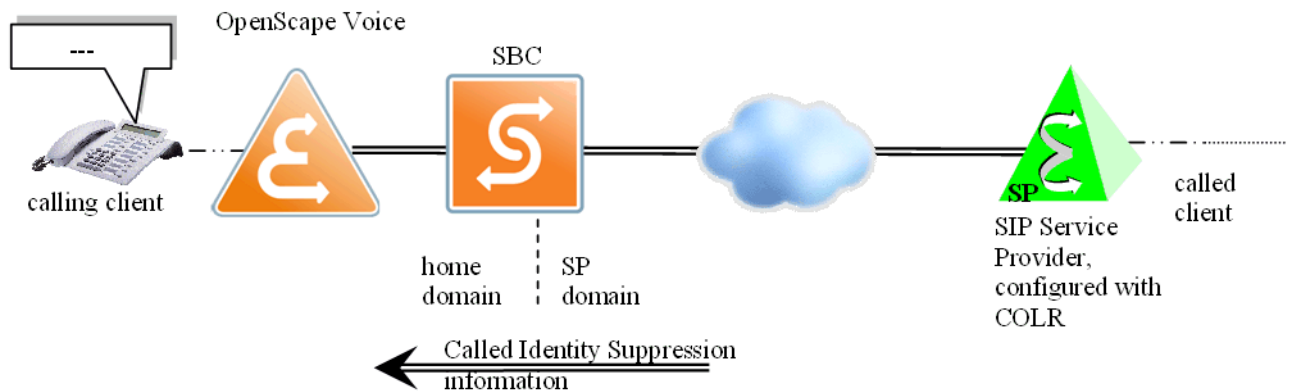 OpenScape Voice
---
SBC
calling client
SP
called
client
SIP Service
Provider,
configured with
COLR
home
domain
SP
domain
Called Identity Suppression
information